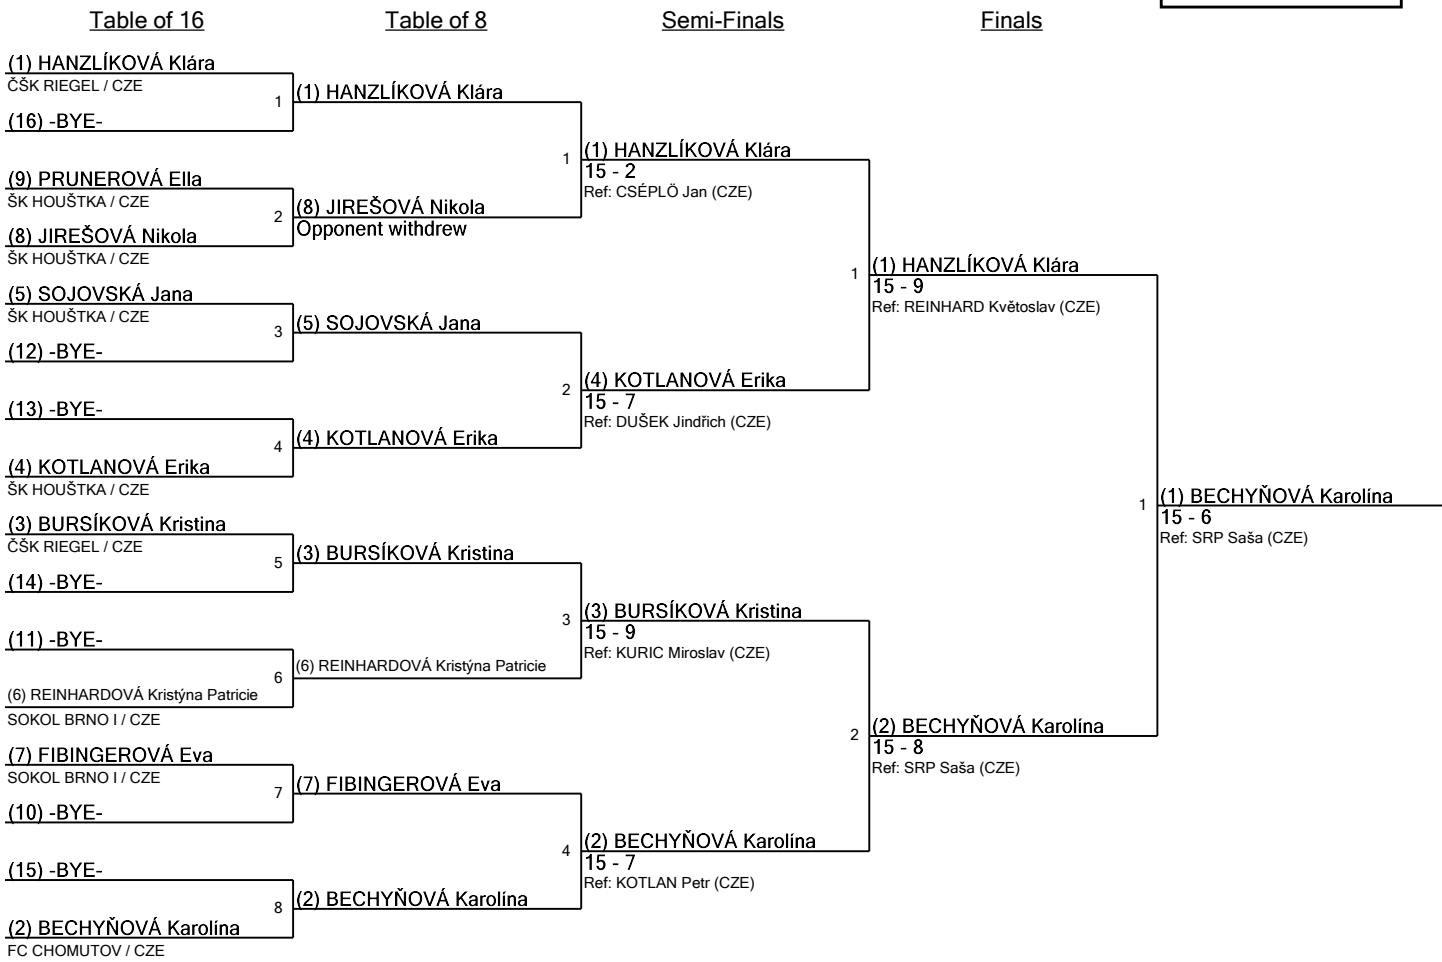 Table of 16
Table of 8
Semi-Finals
Finals
(1) HANZLÍKOVÁ Klára
ČŠK RIEGEL / CZE
1
(16) -BYE-
(9) PRUNEROVÁ Ella
ŠK HOUŠTKA / CZE
2
(8) JIREŠOVÁ Nikola
ŠK HOUŠTKA / CZE
(5) SOJOVSKÁ Jana
ŠK HOUŠTKA / CZE
3
(12) -BYE-
(13) -BYE-
4
(4) KOTLANOVÁ Erika
ŠK HOUŠTKA / CZE
(3) BURSÍKOVÁ Kristina
ČŠK RIEGEL / CZE
5
(14) -BYE-
(11) -BYE-
6
(6) REINHARDOVÁ Kristýna Patricie
SOKOL BRNO I / CZE
(7) FIBINGEROVÁ Eva
SOKOL BRNO I / CZE
7
(10) -BYE-
(15) -BYE-
8
(2) BECHYŇOVÁ Karolína
FC CHOMUTOV / CZE
(1) HANZLÍKOVÁ Klára
1
(8) JIREŠOVÁ Nikola
Opponent withdrew
(5) SOJOVSKÁ Jana
2
(4) KOTLANOVÁ Erika
(3) BURSÍKOVÁ Kristina
3
(6) REINHARDOVÁ Kristýna Patricie
(7) FIBINGEROVÁ Eva
4
(2) BECHYŇOVÁ Karolína
(1) HANZLÍKOVÁ Klára
15 - 2
Ref: CSÉPLÖ Jan (CZE)
1
(4) KOTLANOVÁ Erika
15 - 7
Ref: DUŠEK Jindřich (CZE)
(3) BURSÍKOVÁ Kristina
15 - 9
Ref: KURIC Miroslav (CZE)
2
(2) BECHYŇOVÁ Karolína
15 - 7
Ref: KOTLAN Petr (CZE)
(1) HANZLÍKOVÁ Klára
15 - 9
Ref: REINHARD Květoslav (CZE)
1
(2) BECHYŇOVÁ Karolína
15 - 8
Ref: SRP Saša (CZE)
(1) BECHYŇOVÁ Karolína
15 - 6
Ref: SRP Saša (CZE)